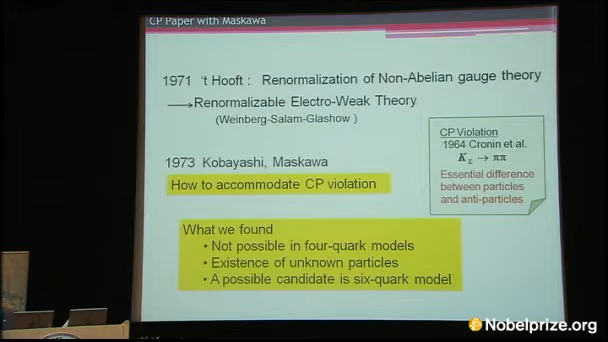 CP Paper with Maskawa
1971 't Hooft : Renormalization of Non-Abelian gauge theory
→Renormalizable Electro-Weak Theory
(Weinberg-Salam-Glashow )
CP Violation
1964 Cronin et al.
K_L → ππ
Essential difference
between particles
and anti-particles
1973 Kobayashi, Maskawa
How to accommodate CP violation
What we found
• Not possible in four-quark models
• Existence of unknown particles
• A possible candidate is six-quark model
Nobelprize.org